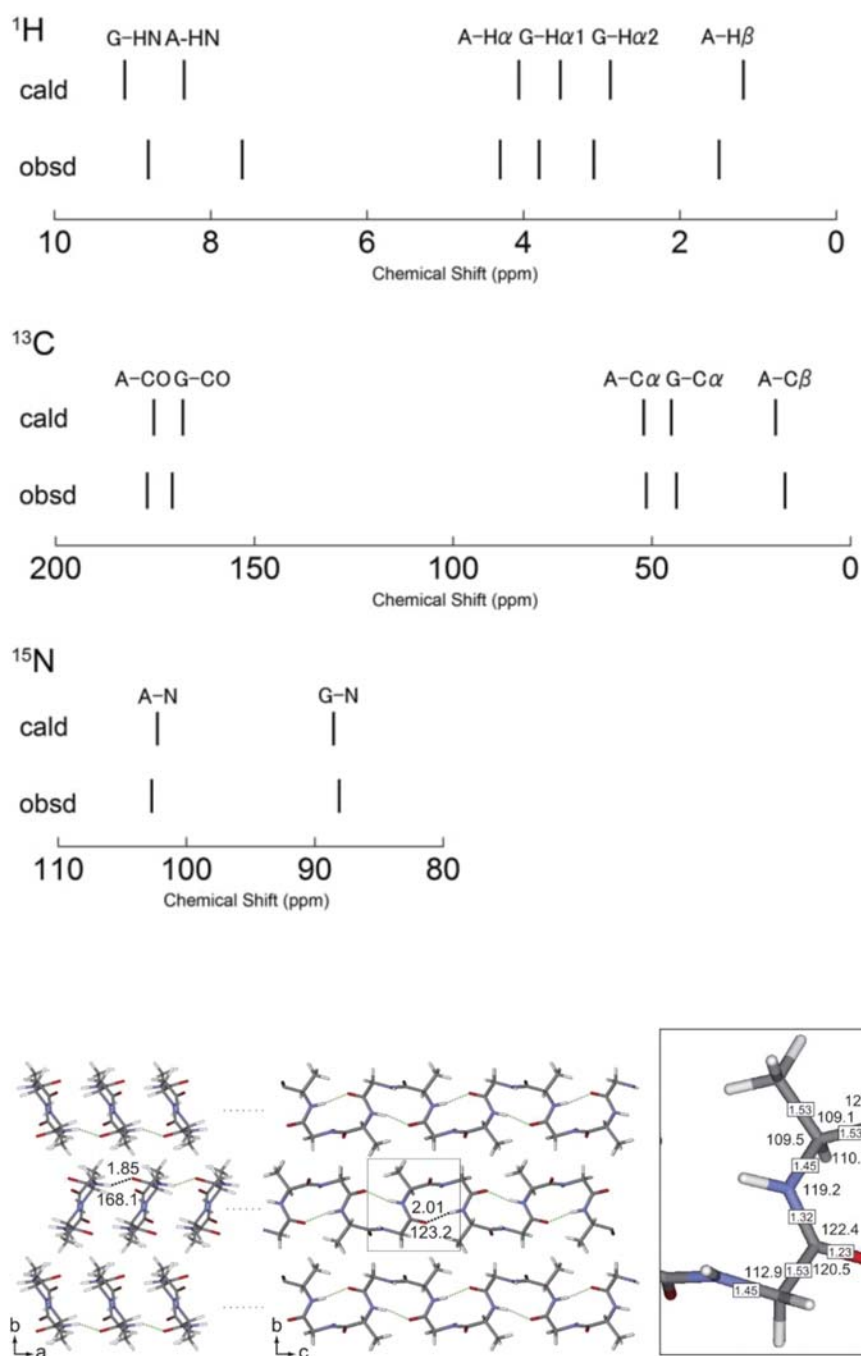 ¹H
G-HN A-HN A-Hα G-Hα1 G-Hα2 A-Hβ
cald
obsd
10 8 6 4 2 0
Chemical Shift (ppm)
¹³C
A-CO G-CO A-Cα G-Cα A-Cβ
cald
obsd
200 150 100 50 0
Chemical Shift (ppm)
¹⁵N
A-N G-N
cald
obsd
110 100 90 80
Chemical Shift (ppm)
1.85
168.1
2.01
123.2
b
a
b
c
12
1.53
109.1
1.53
109.5
110.
1.45
119.2
1.32
122.4
1.23
112.9
1.53
120.5
1.45